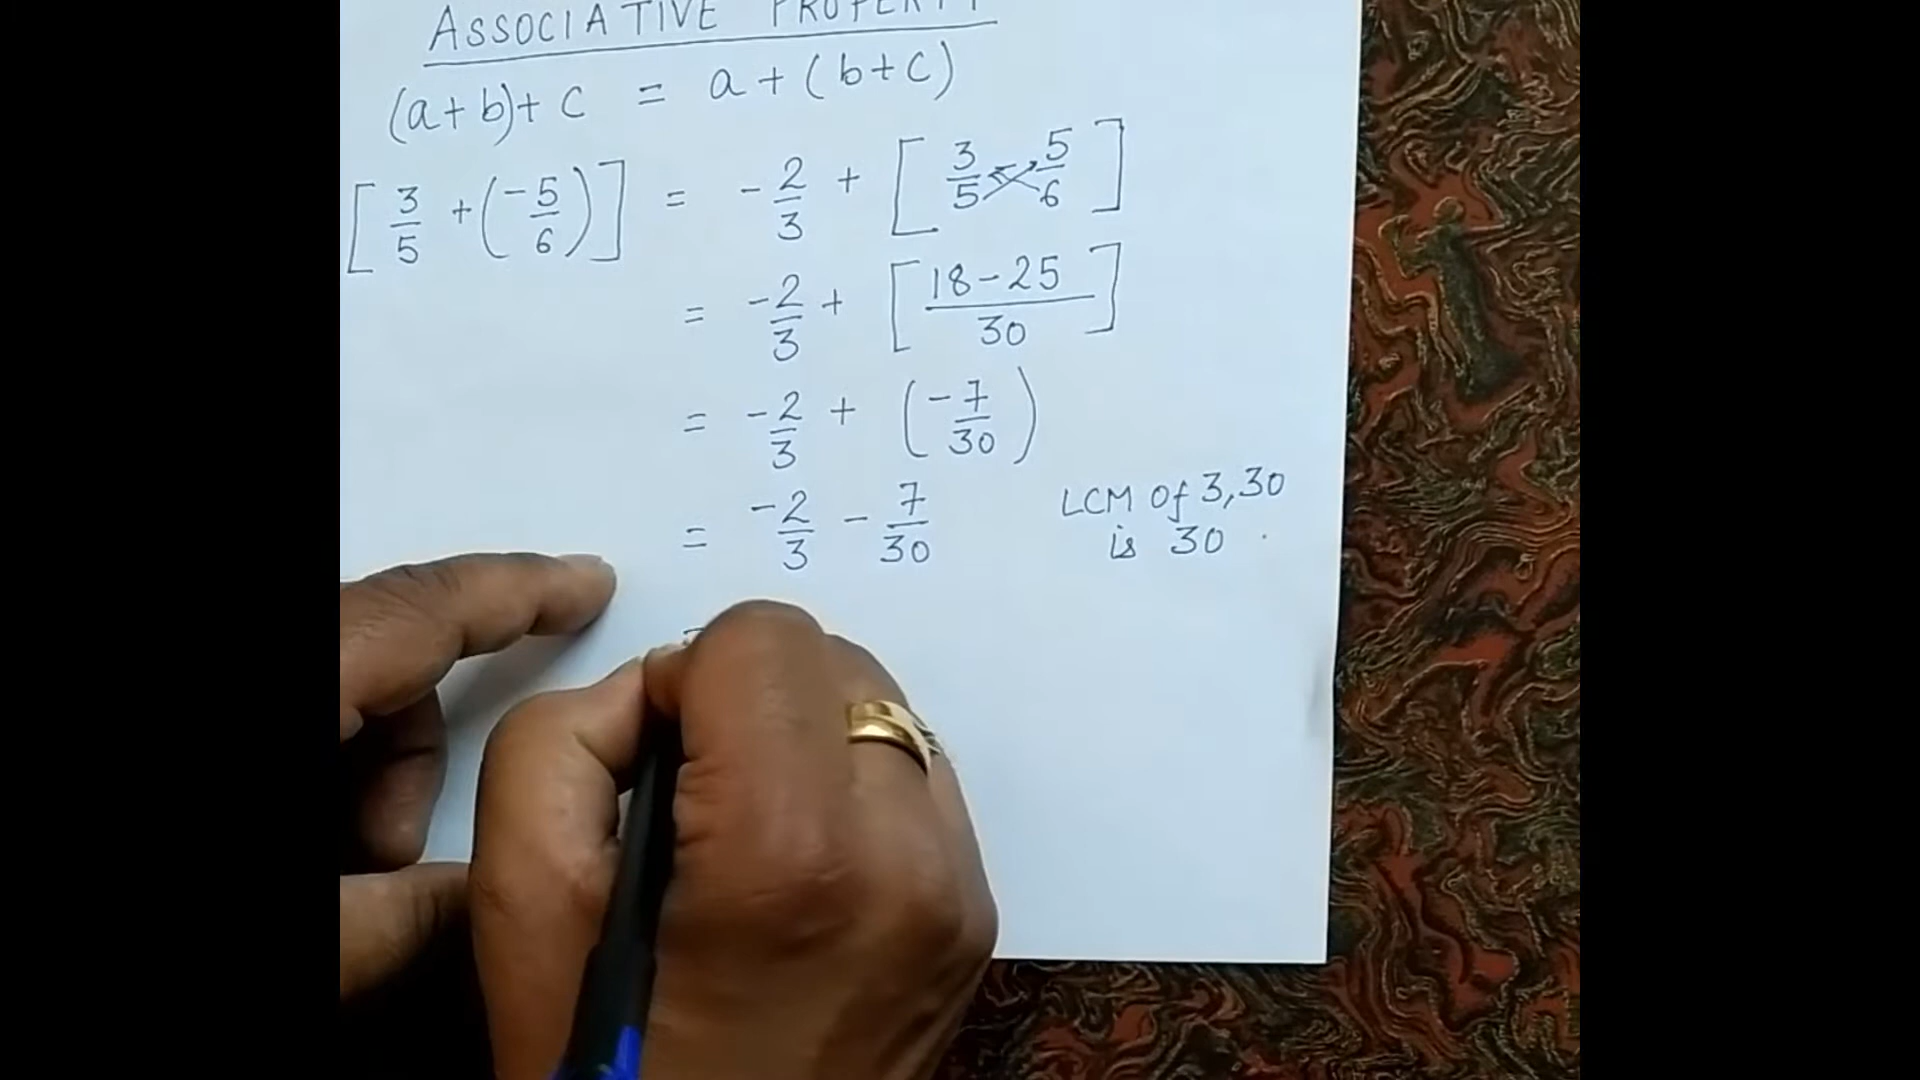 ASSOCIATIVE PROPERTY
(a+b)+c = a+(b+c)
[3/5 +(-5/6)] = -2/3 + [3/5 5/6]
= -2/3 + [18-25/30]
= -2/3 + (-7/30)
= -2/3 - 7/30
LCM of 3,30
is 30